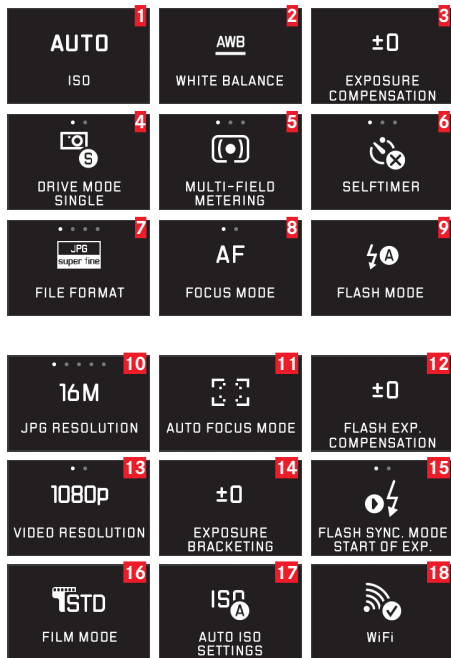 1
AUTO
ISO
2
AWB
WHITE BALANCE
3
±0
EXPOSURE
COMPENSATION
4
S
DRIVE MODE
SINGLE
5
MULTI-FIELD
METERING
6
SELFTIMER
7
JPG
super fine
FILE FORMAT
8
AF
FOCUS MODE
9
A
FLASH MODE
10
16M
JPG RESOLUTION
11
AUTO FOCUS MODE
12
±0
FLASH EXP.
COMPENSATION
13
1080p
VIDEO RESOLUTION
14
±0
EXPOSURE
BRACKETING
15
FLASH SYNC. MODE
START OF EXP.
16
STD
FILM MODE
17
ISO
A
AUTO ISO
SETTINGS
18
WiFi